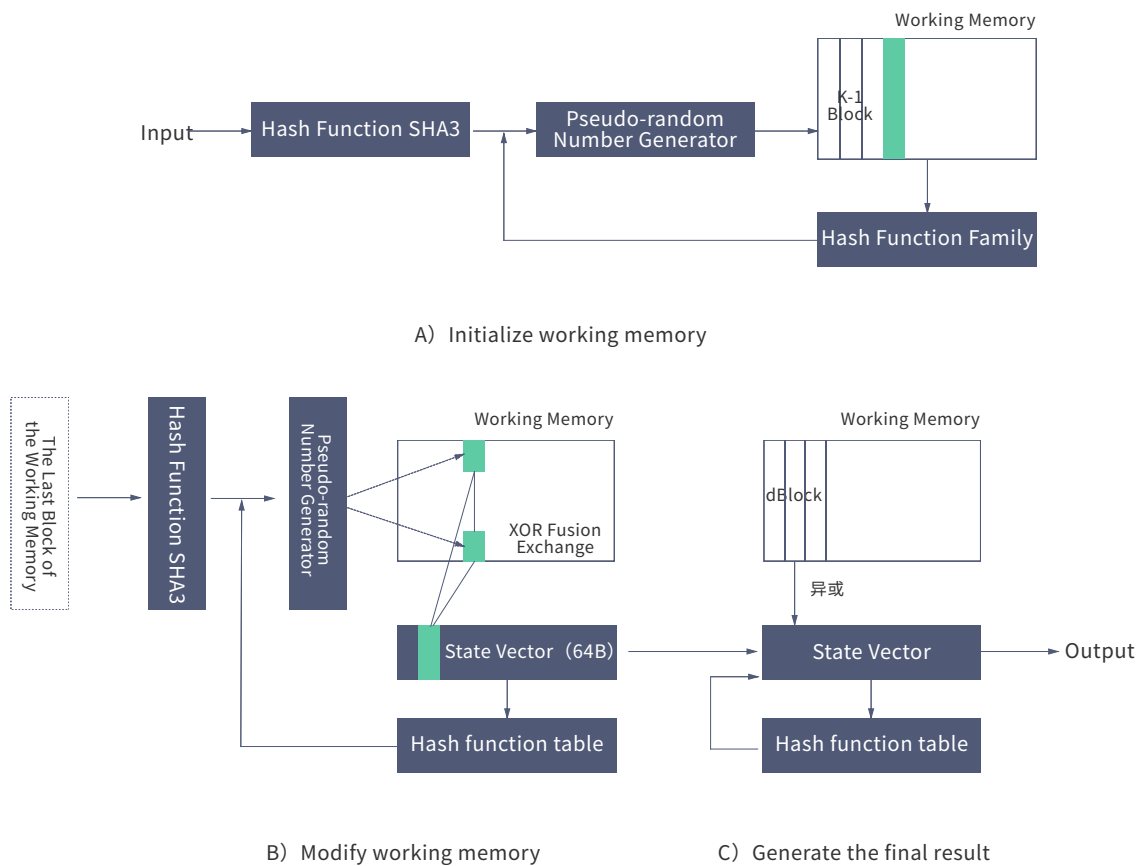 Working Memory
Input
Hash Function SHA3
Pseudo-random
Number Generator
K-1
Block
Hash Function Family
A）Initialize working memory
The Last Block of
the Working Memory
Hash Function SHA3
Pseudo-random
Number Generator
Working Memory
XOR Fusion
Exchange
State Vector（64B）
Hash function table
Working Memory
dBlock
异或
State Vector
Output
Hash function table
B）Modify working memory
C）Generate the final result